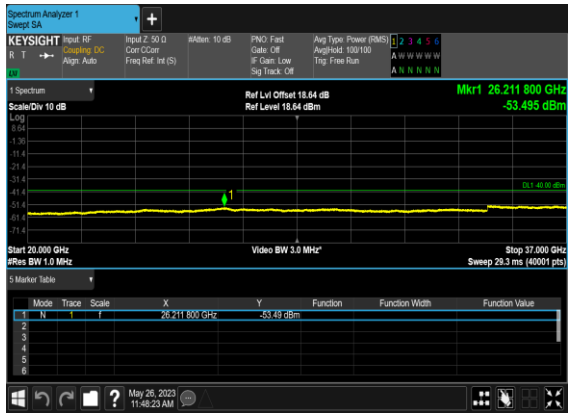 Spectrum Analyzer 1
Swept SA
+
KEYSIGHT Input: RF Input Z: 50 Ω #Atten: 10 dB PNO: Fast Avg Type: Power (RMS) 1 2 3 4 5 6
R T Coupling: DC Corr CCorr Gate: Off Avg|Hold: 100/100 A W W W W W
Align: Auto Freq Ref: Int (S) IF Gain: Low Trig: Free Run
Sig Track: Off A N N N N N
1 Spectrum Ref Lvl Offset 18.64 dB Mkr1 26.211 800 GHz
Scale/Div 10 dB Ref Level 18.64 dBm -53.495 dBm
Log
8.64
-1.36
-11.4
-21.4
-31.4
DL1 -40.00 dBm
-41.4
1
-51.4
-61.4
-71.4
Start 20.000 GHz Video BW 3.0 MHz* Stop 37.000 GHz
#Res BW 1.0 MHz Sweep 29.3 ms (40001 pts)
5 Marker Table
Mode Trace Scale X Y Function Function Width Function Value
1 N 1 f 26.211 800 GHz -53.49 dBm
2
3
4
5
6
? May 26, 2023
11:48:23 AM